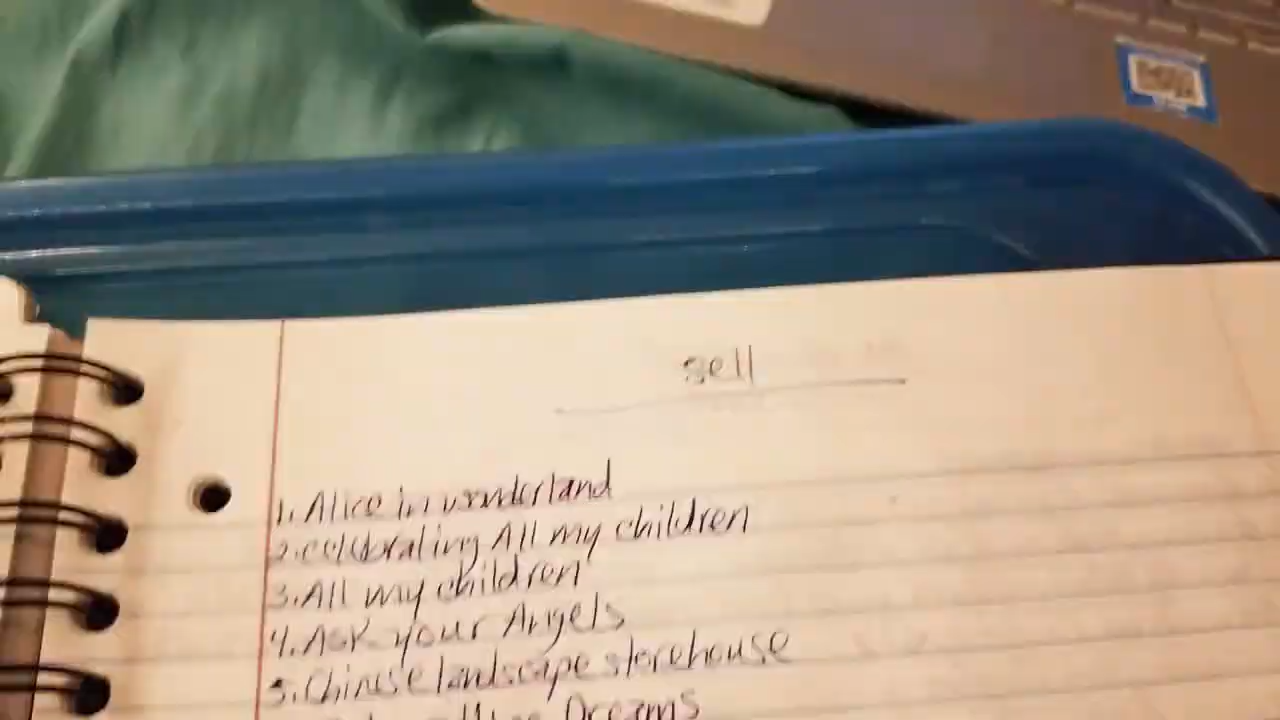 sell
1. Alice in wonderland
2. celebrating All my children
3. All my children
4. Ask your Angels
5. Chinese landscape storehouse
Dreams